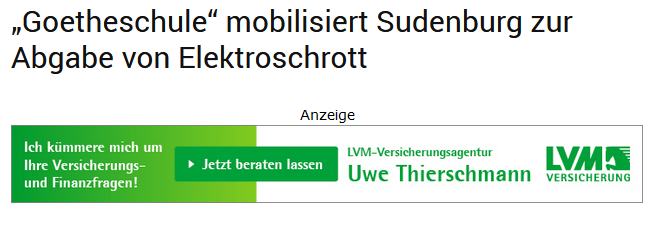 „Goetheschule“ mobilisiert Sudenburg zur
Abgabe von Elektroschrott
Anzeige
Ich kümmere mich um
Ihre Versicherungs-
und Finanzfragen!
Jetzt beraten lassen
LVM-Versicherungsagentur
Uwe Thierschmann
LVM
VERSICHERUNG